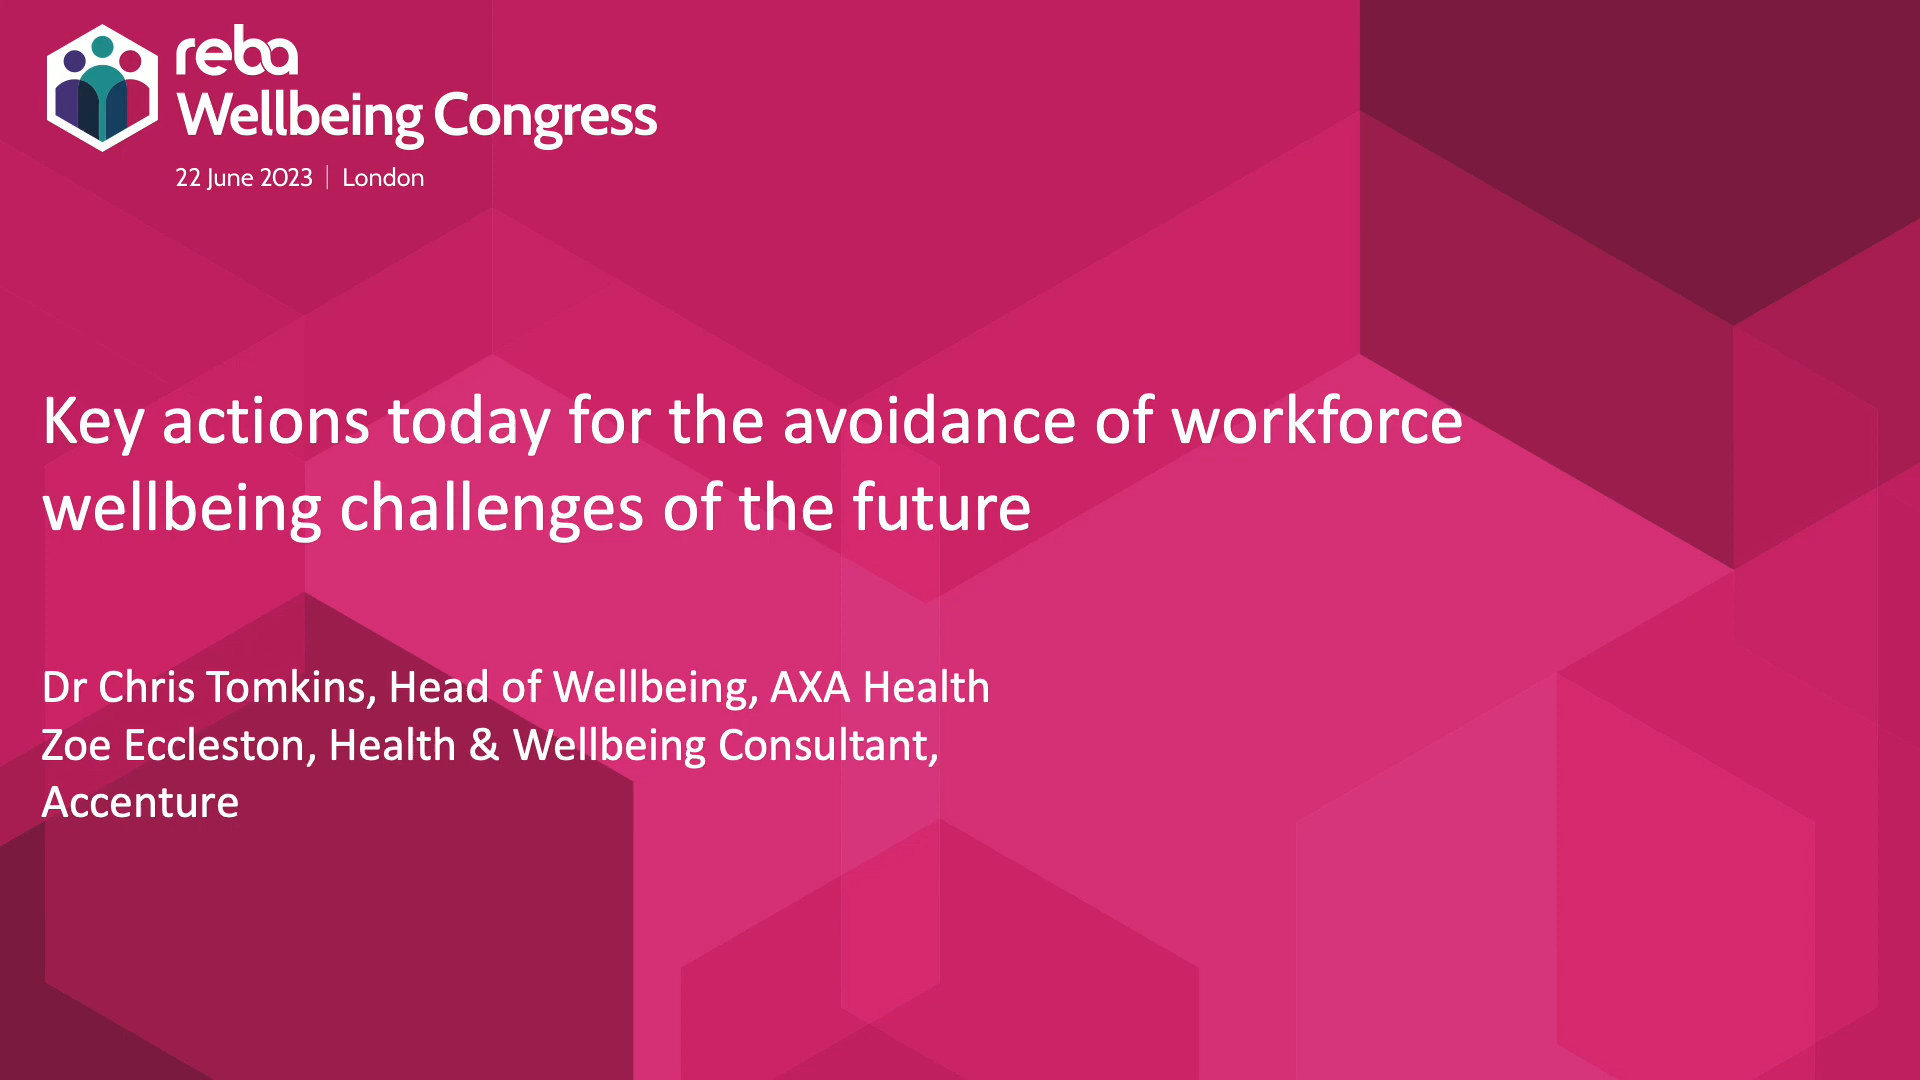 reba
Wellbeing Congress
22 June 2023 | London
Key actions today for the avoidance of workforce
wellbeing challenges of the future
Dr Chris Tomkins, Head of Wellbeing, AXA Health
Zoe Eccleston, Health & Wellbeing Consultant,
Accenture